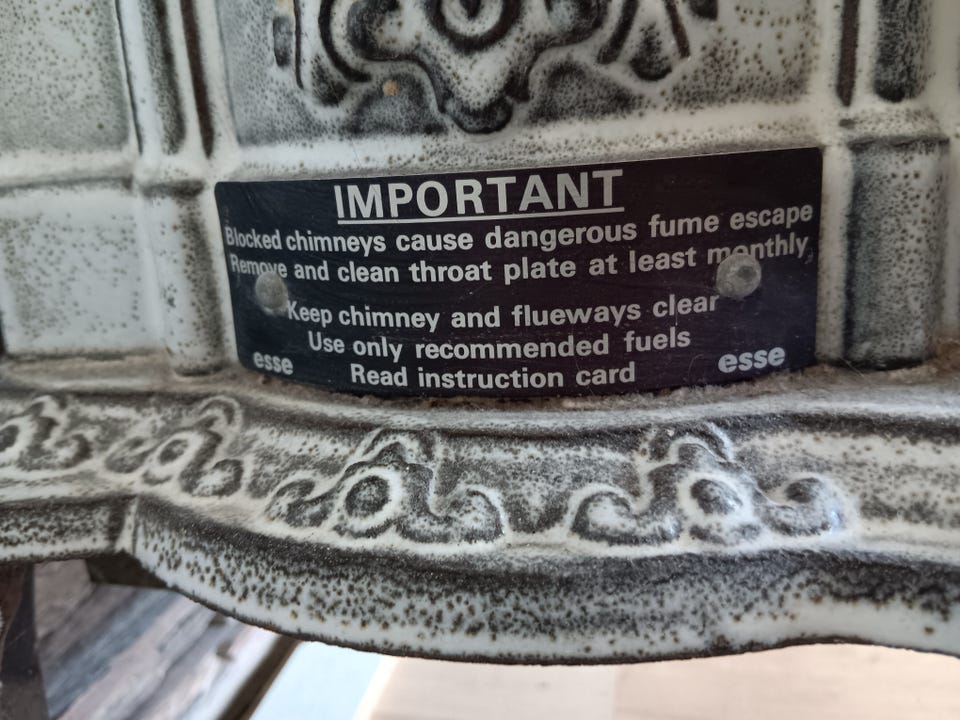 IMPORTANT
Blocked chimneys cause dangerous fume escape
Remove and clean throat plate at least monthly,
Keep chimney and flueways clear
Use only recommended fuels
Read instruction card
esse
esse